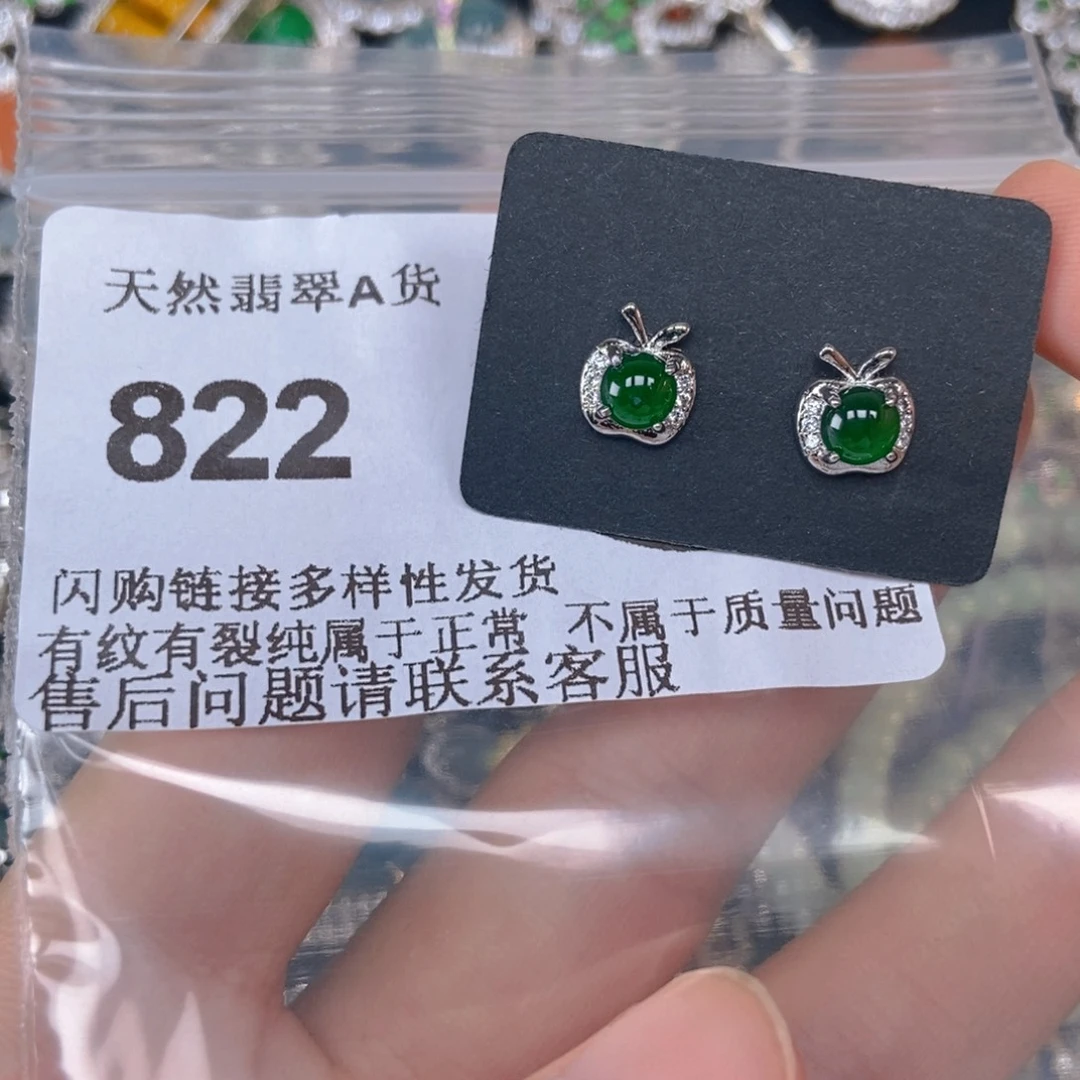 天然翡翠A货
822
闪购链接多样性发货
有纹有裂纯属于正常 不属于质量问题
售后问题请联系客服